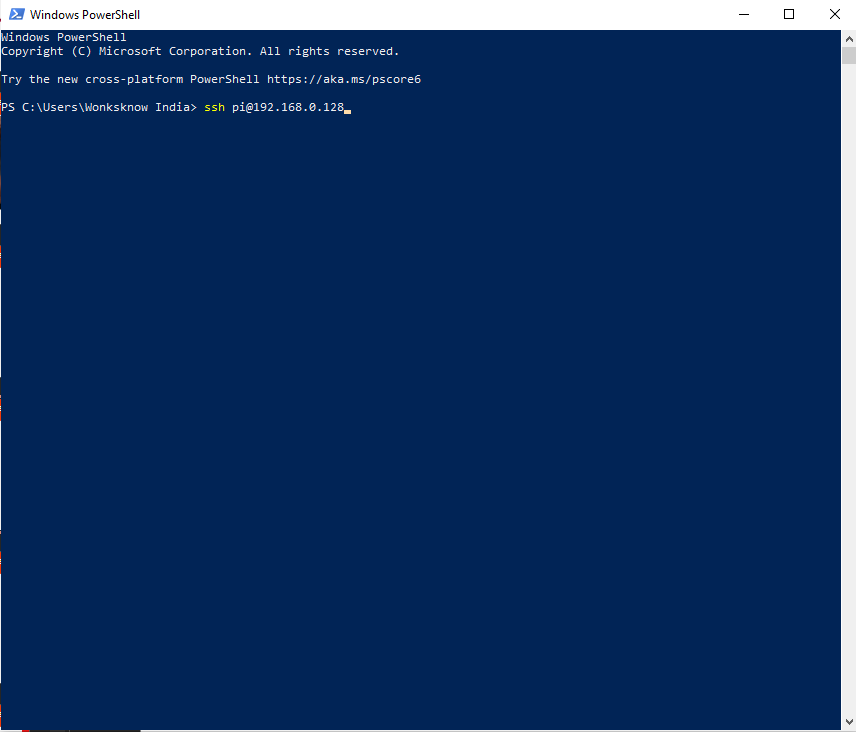 Windows PowerShell
Windows PowerShell
Copyright (C) Microsoft Corporation. All rights reserved.
Try the new cross-platform PowerShell https://aka.ms/pscore6
PS C:\Users\Wonksknow India> ssh pi@192.168.0.128